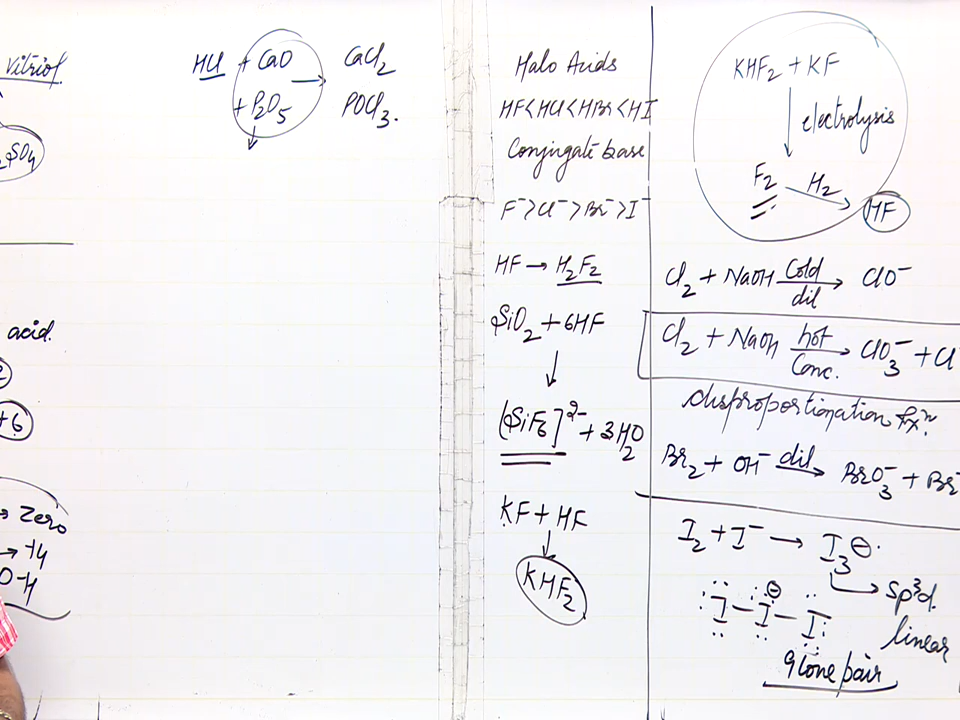 Vitriol
2SO4
acid.
2
+6
→ Zero
→ +4
O-H
HCl + CaO → CaCl2
+ P2O5 POCl3.
Halo Acids
HF < HCl < HBr < HI
Conjugate base
F⁻ > Cl⁻ > Br⁻ > I⁻
HF → H2F2
SiO2 + 6HF
↓
[SiF6]²⁻ + 3H2O
KF + HF
↓
KHF2
KHF2 + KF
↓ electrolysis
F2 H2 → HF
Cl2 + NaOH Cold dil → ClO⁻
Cl2 + NaOH hot Conc. → ClO3⁻ + Cl
disproportionation Rxⁿ.
Br2 + OH⁻ dil → BrO3⁻ + Br⁻
I2 + I⁻ → I3⊖.
→ sp³d.
:I–I⊖–I:
linear
9 lone pair